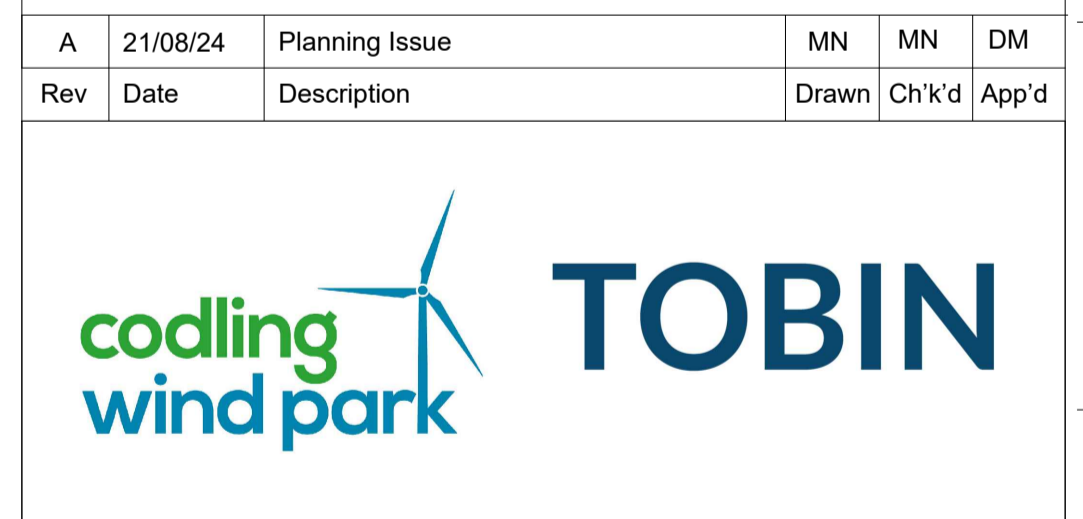 A 21/08/24 Planning Issue MN MN DM
Rev Date Description Drawn Ch’k’d App’d
codling
wind park
TOBIN